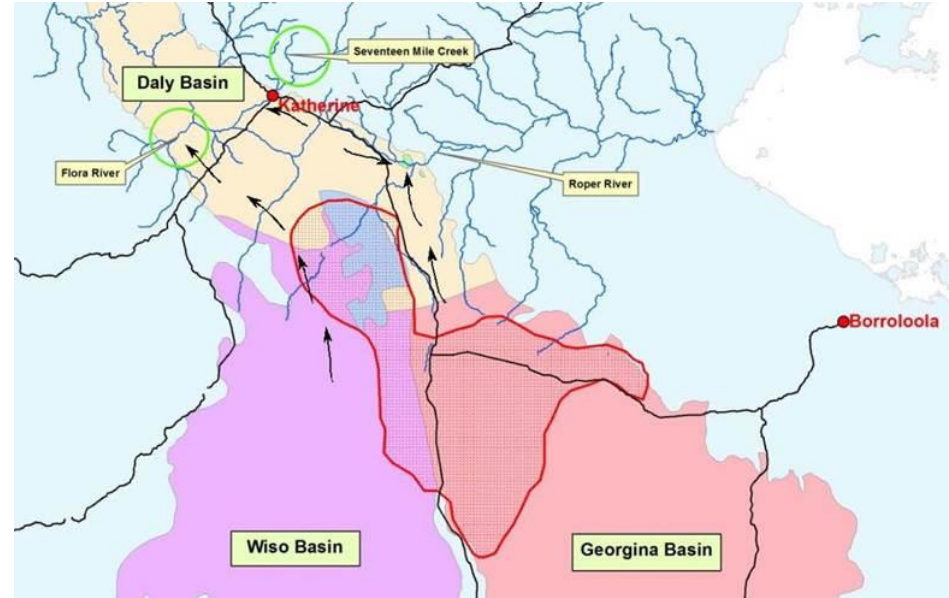 Seventeen Mile Creek
Daly Basin
Katherine
Flora River
Roper River
Borroloola
Wiso Basin
Georgina Basin